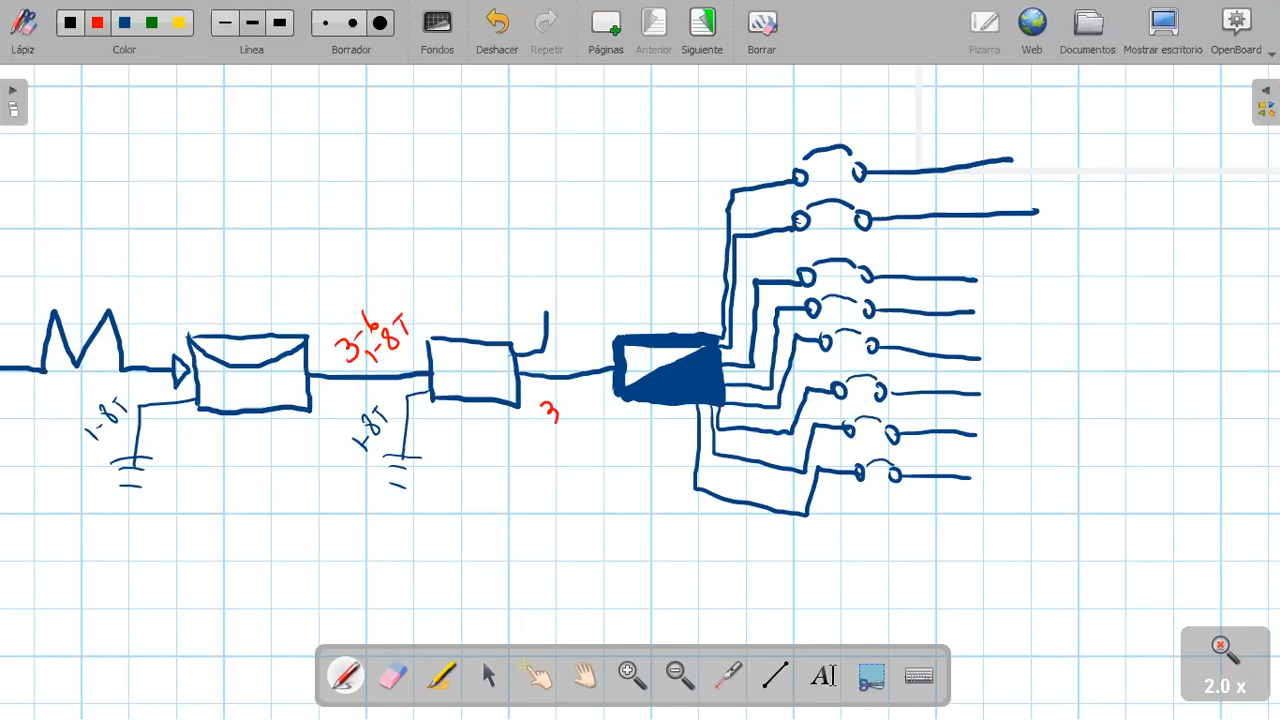 Lápiz
Color
Línea
Borrador
Fondos
Deshacer
Repetir
Páginas
Anterior
Siguiente
Borrar
Pizarra
Web
Documentos
Mostrar escritorio
OpenBoard
3-6
1-8T
1-8T
1-8T
3
A
2.0 x